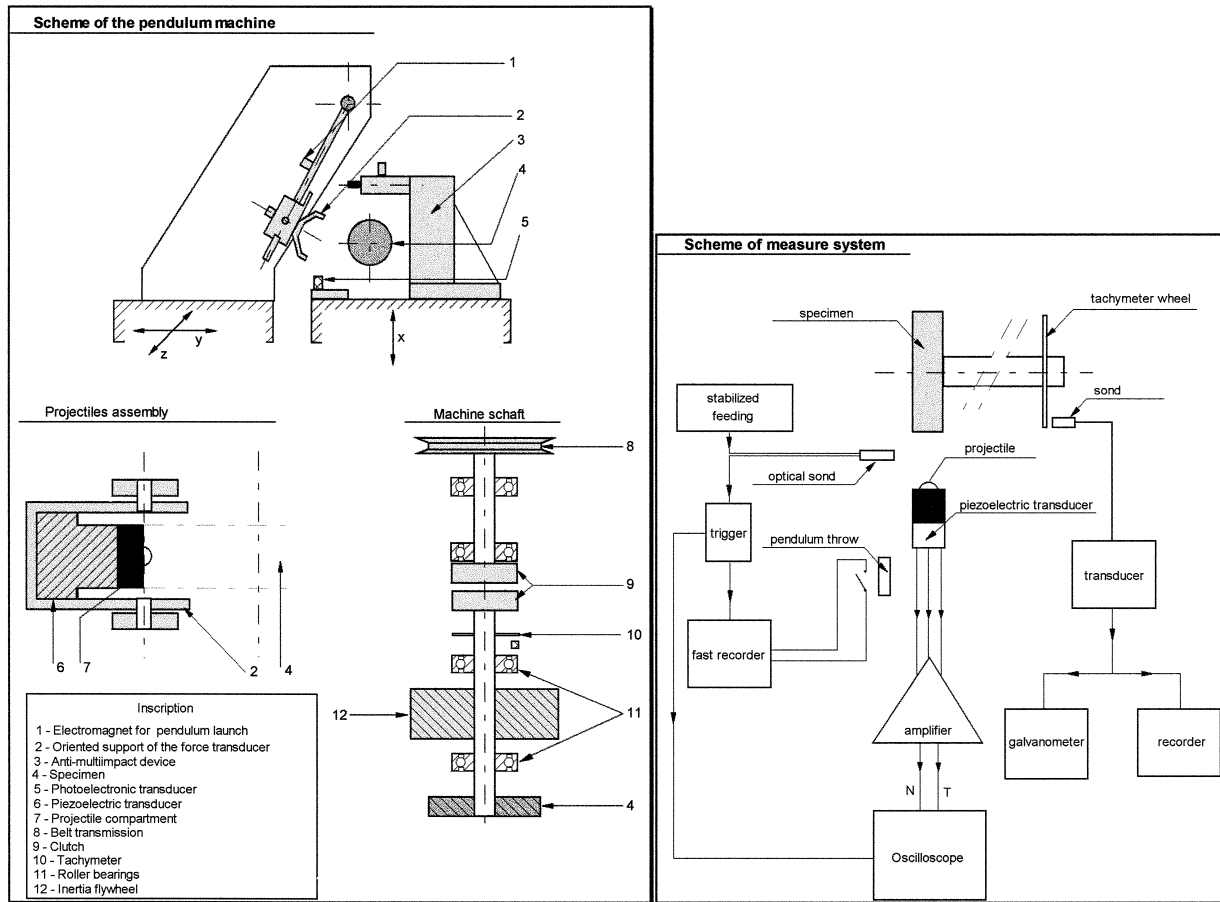 Scheme of the pendulum machine
1
2
3
4
5
y
z
x
Projectiles assembly
6
7
2
4
Machine schaft
8
9
10
11
12
4
Inscription
1 - Electromagnet for pendulum launch
2 - Oriented support of the force transducer
3 - Anti-multiimpact device
4 - Specimen
5 - Photoelectronic transducer
6 - Piezoelectric transducer
7 - Projectile compartment
8 - Belt transmission
9 - Clutch
10 - Tachymeter
11 - Roller bearings
12 - Inertia flywheel
Scheme of measure system
specimen
tachymeter wheel
sond
stabilized
feeding
optical sond
projectile
piezoelectric transducer
trigger
pendulum throw
transducer
fast recorder
amplifier
galvanometer
recorder
N
T
Oscilloscope